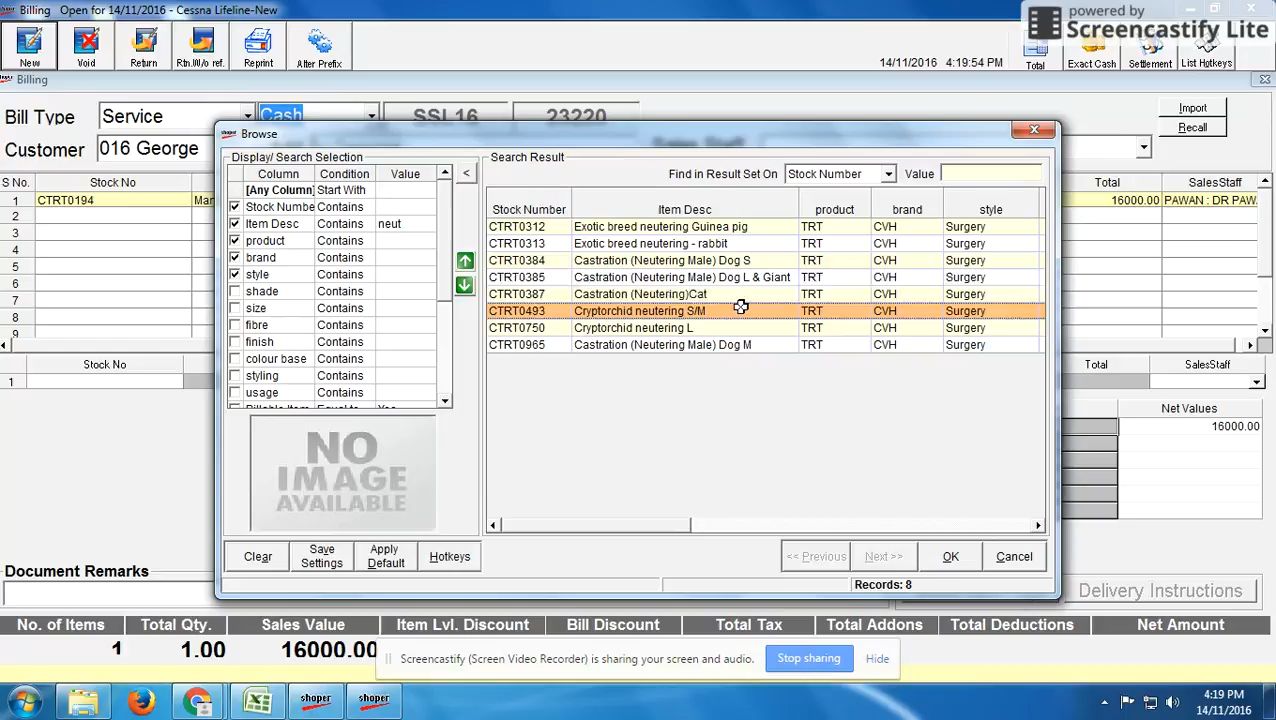 shoper Billing Open for 14/11/2016 - Cessna Lifeline-New
powered by
Screencastify Lite
New Void Return Rtn.W/o ref. Reprint Alter Prefix
14/11/2016 4:19:54 PM Total Exact Cash Settlement List Hotkeys
shoper Billing
Bill Type Service Cash SSL16 23220
Import
Recall
Customer 016 George
S No. Stock No Total SalesStaff
1 CTRT0194 Mar 16000.00 PAWAN : DR PAW
2
3
4
5
6
7
8
9
Stock No Total SalesStaff
1
Net Values
16000.00
shoper Browse
Display/ Search Selection
Column Condition Value
[Any Column] Start With
Stock Numbe Contains
Item Desc Contains neut
product Contains
brand Contains
style Contains
shade Contains
size Contains
fibre Contains
finish Contains
colour base Contains
styling Contains
usage Contains
Billable Item Equal to Yes
<
NO
IMAGE
AVAILABLE
Search Result
Find in Result Set On Stock Number Value
Stock Number Item Desc product brand style
CTRT0312 Exotic breed neutering Guinea pig TRT CVH Surgery
CTRT0313 Exotic breed neutering - rabbit TRT CVH Surgery
CTRT0384 Castration (Neutering Male) Dog S TRT CVH Surgery
CTRT0385 Castration (Neutering Male) Dog L & Giant TRT CVH Surgery
CTRT0387 Castration (Neutering)Cat TRT CVH Surgery
CTRT0493 Cryptorchid neutering S/M TRT CVH Surgery
CTRT0750 Cryptorchid neutering L TRT CVH Surgery
CTRT0965 Castration (Neutering Male) Dog M TRT CVH Surgery
Clear Save Settings Apply Default Hotkeys << Previous Next >> OK Cancel
Records: 8
Document Remarks
Delivery Instructions
No. of Items Total Qty. Sales Value Item Lvl. Discount Bill Discount Total Tax Total Addons Total Deductions Net Amount
1 1.00 16000.00
Screencastify (Screen Video Recorder) is sharing your screen and audio. Stop sharing Hide
shoper shoper
4:19 PM
14/11/2016